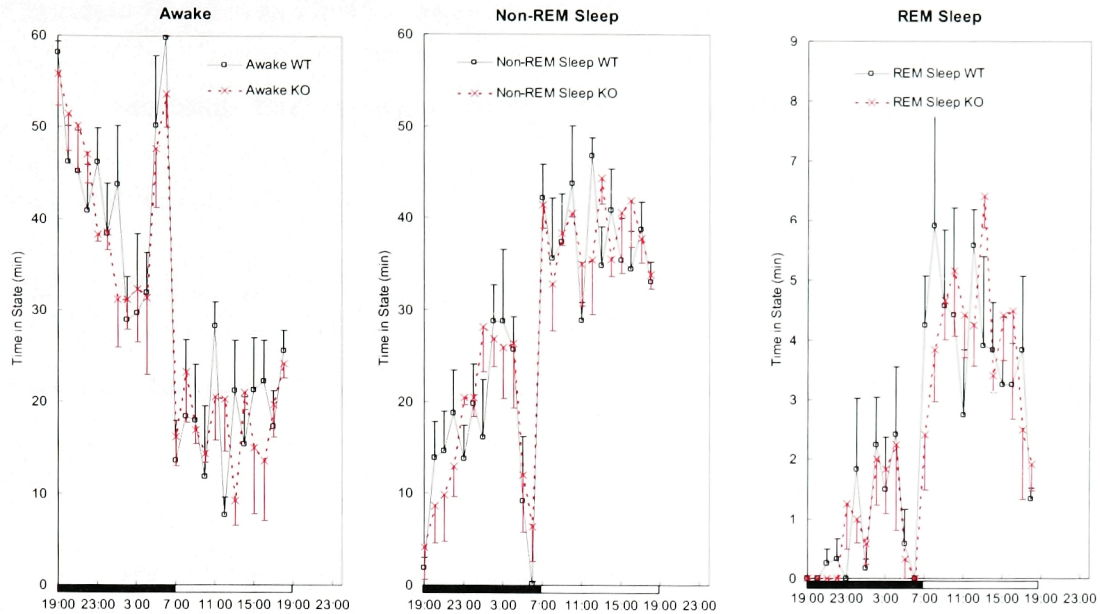 Awake
Non-REM Sleep
REM Sleep
Awake WT
Awake KO
Non-REM Sleep WT
Non-REM Sleep KO
REM Sleep WT
REM Sleep KO
Time in State (min)
60
50
40
30
20
10
0
19:00 23:00 3:00 7:00 11:00 15:00 19:00 23:00
Time in State (min)
60
50
40
30
20
10
0
19:00 23:00 3:00 7:00 11:00 15:00 19:00 23:00
Time in State (min)
9
8
7
6
5
4
3
2
1
0
19:00 23:00 3:00 7:00 11:00 15:00 19:00 23:00